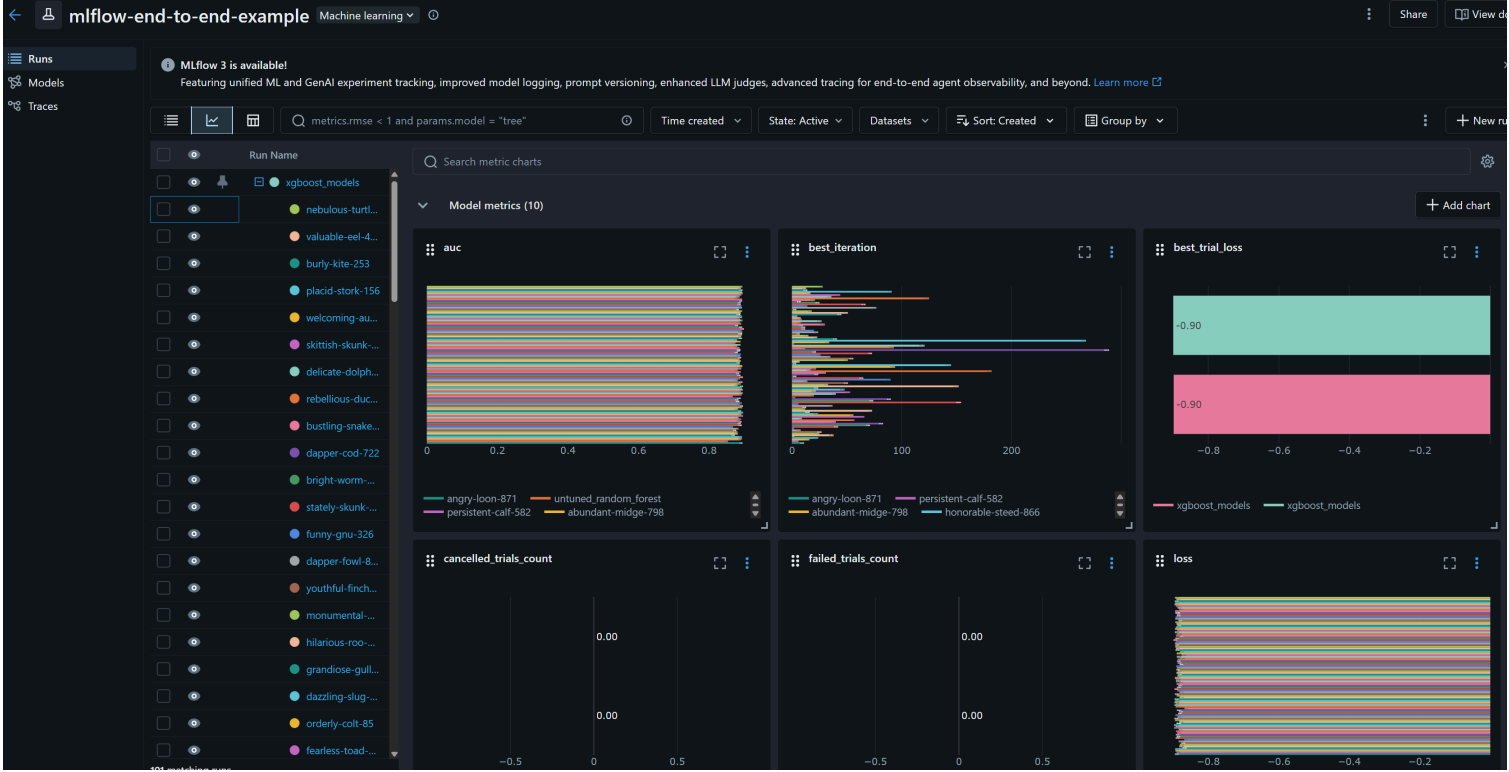 mlflow-end-to-end-example Machine learning
Share
View
Runs
Models
Traces
MLflow 3 is available!
Featuring unified ML and GenAI experiment tracking, improved model logging, prompt versioning, enhanced LLM judges, advanced tracing for end-to-end agent observability, and beyond. Learn more
metrics.rmse < 1 and params.model = "tree"
Time created
State: Active
Datasets
Sort: Created
Group by
+ New
Run Name
xgboost_models
nebulous-turtl...
valuable-eel-4...
burly-kite-253
placid-stork-156
welcoming-au...
skittish-skunk-...
delicate-dolph...
rebellious-duc...
bustling-snake...
dapper-cod-722
bright-worm-...
stately-skunk-...
funny-gnu-326
dapper-fowl-8...
youthful-finch...
monumental-...
hilarious-roo-...
grandiose-gull...
dazzling-slug-...
orderly-colt-85
fearless-toad-...
matching runs
Search metric charts
Model metrics (10)
+ Add chart
auc
0 0.2 0.4 0.6 0.8
angry-loon-871 untuned_random_forest
persistent-calf-582 abundant-midge-798
best_iteration
0 100 200
angry-loon-871 persistent-calf-582
abundant-midge-798 honorable-steed-866
best_trial_loss
-0.90
-0.90
−0.8 −0.6 −0.4 −0.2
xgboost_models xgboost_models
cancelled_trials_count
0.00
0.00
−0.5 0 0.5
failed_trials_count
0.00
0.00
−0.5 0 0.5
loss
−0.8 −0.6 −0.4 −0.2